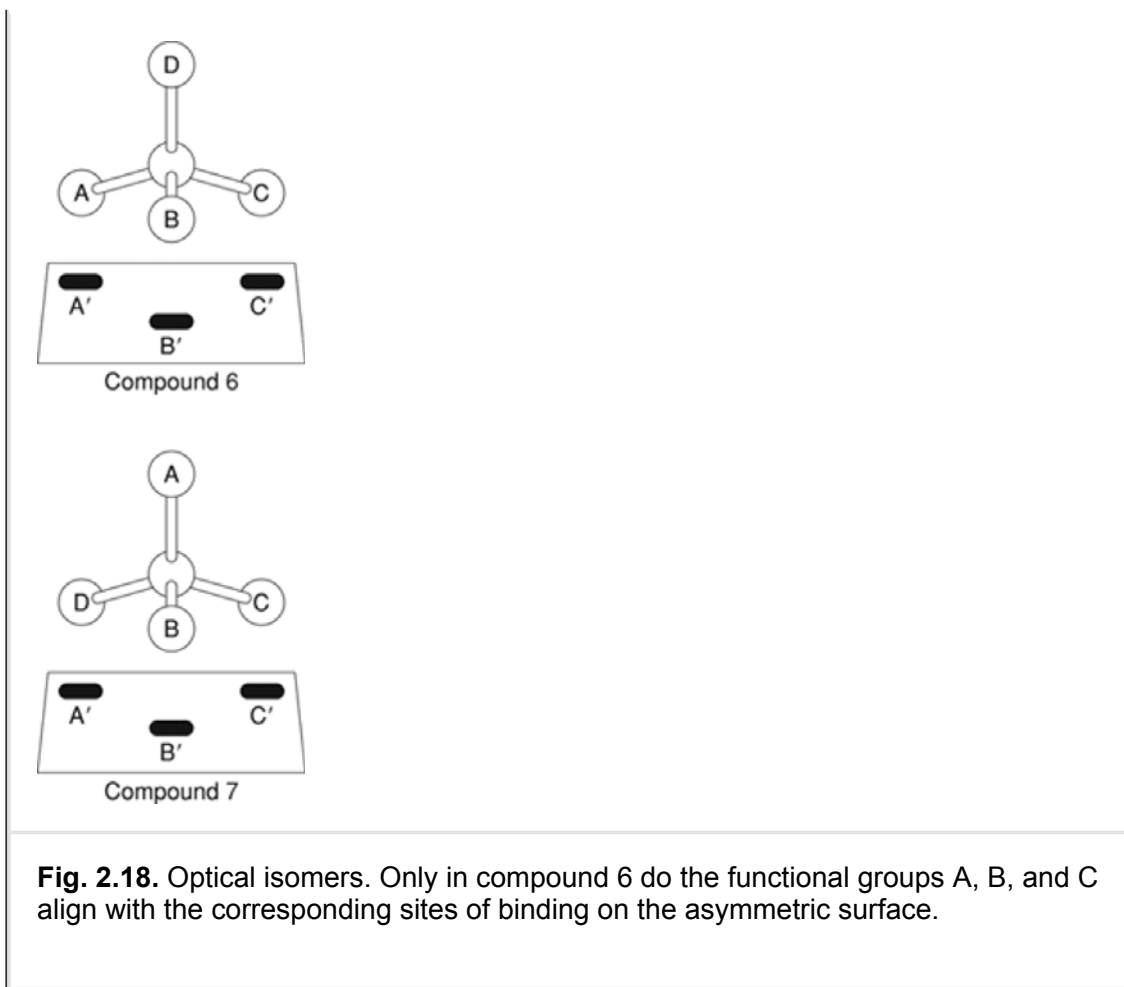 D
A C
B
A′ C′
B′
Compound 6
A
D C
B
A′ C′
B′
Compound 7
Fig. 2.18. Optical isomers. Only in compound 6 do the functional groups A, B, and C
align with the corresponding sites of binding on the asymmetric surface.